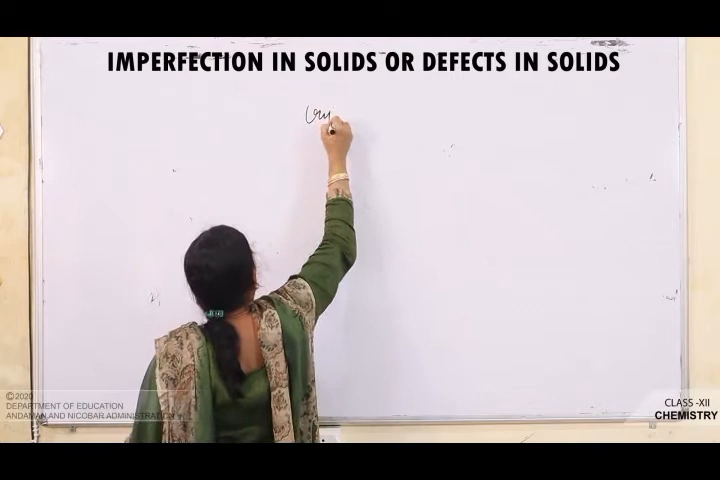 IMPERFECTION IN SOLIDS OR DEFECTS IN SOLIDS
©2020
DEPARTMENT OF EDUCATION
ANDAMAN AND NICOBAR ADMINISTRATION
CLASS -XII
CHEMISTRY